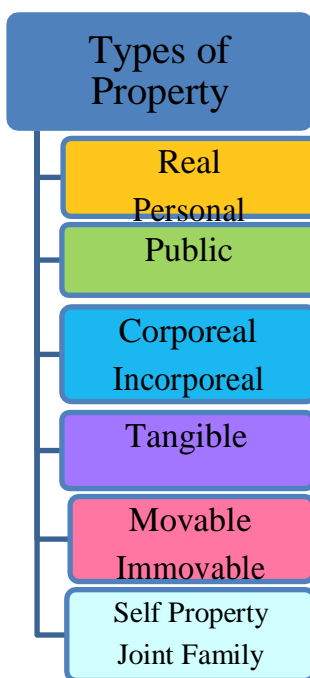 Types of
Property
Real
Personal
Public
Corporeal
Incorporeal
Tangible
Movable
Immovable
Self Property
Joint Family